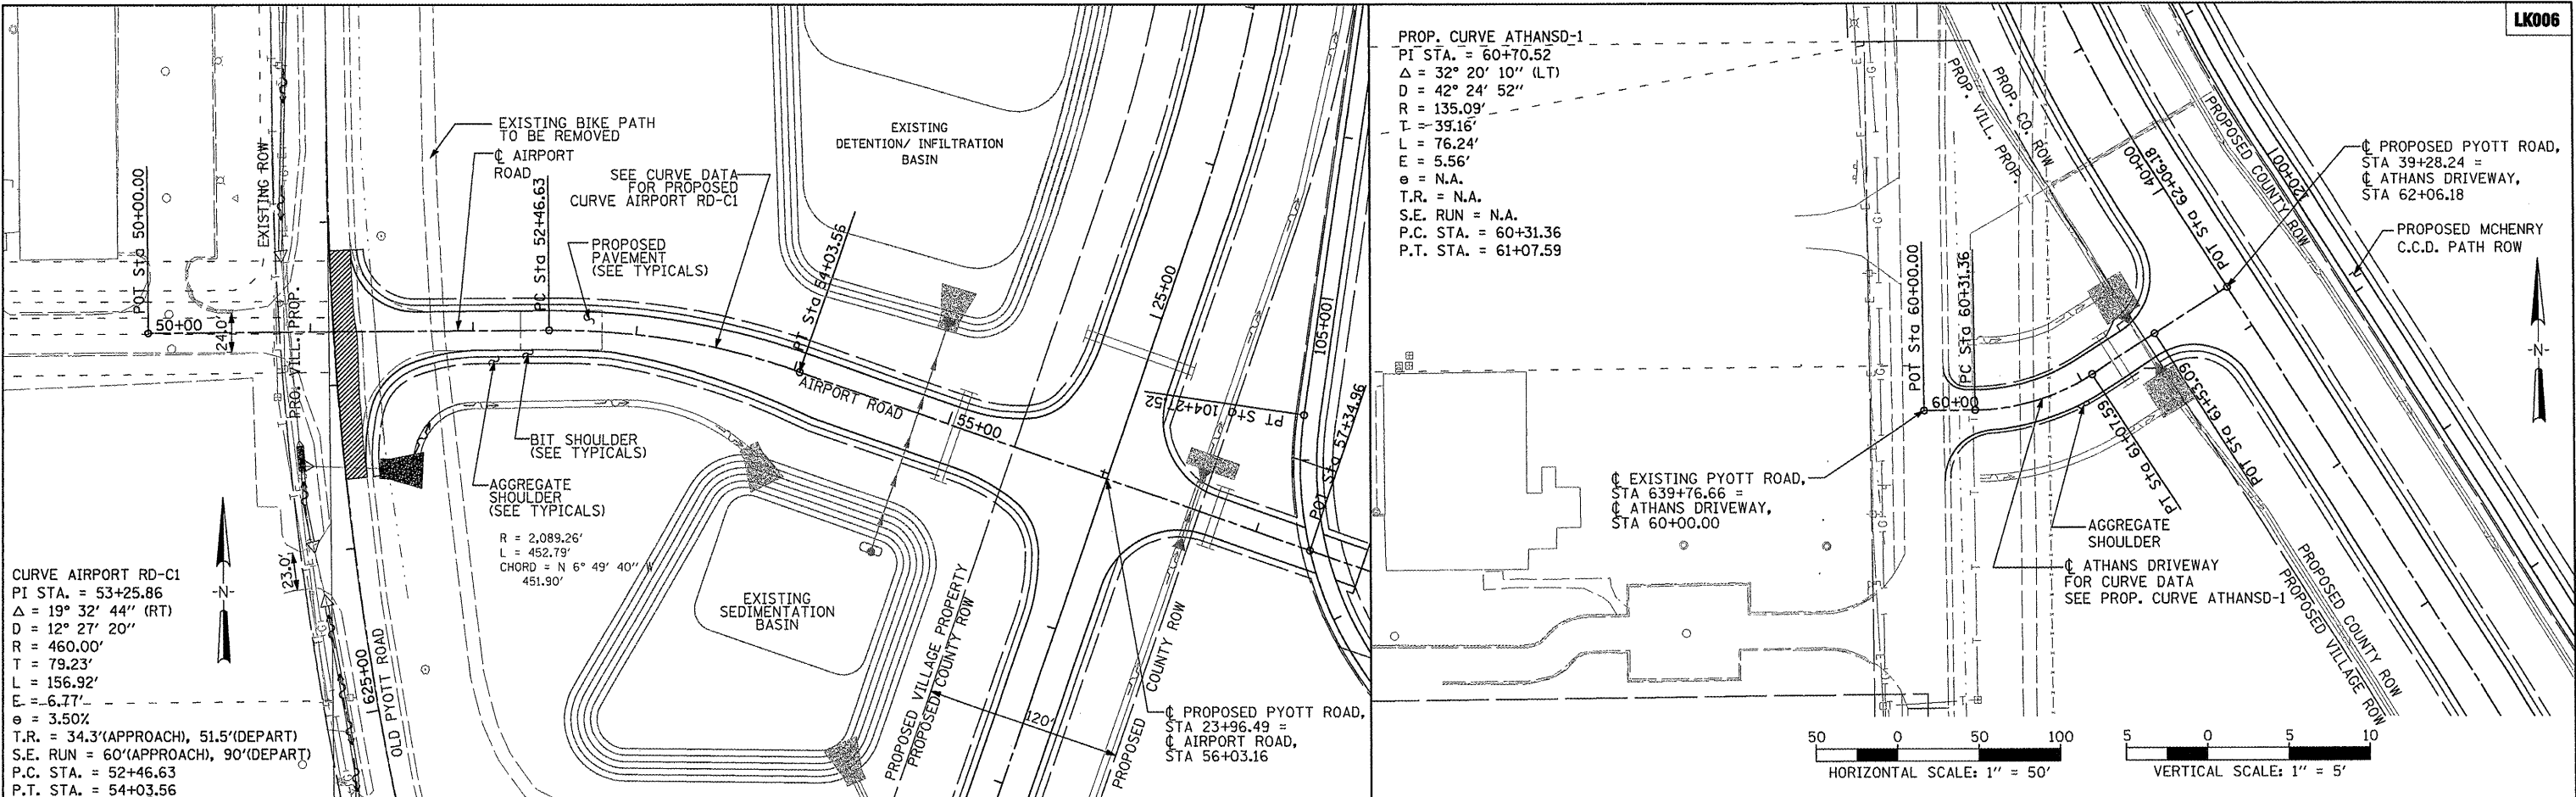 LK006
EXISTING BIKE PATH
TO BE REMOVED
℄ AIRPORT
ROAD
SEE CURVE DATA
FOR PROPOSED
CURVE AIRPORT RD-C1
EXISTING
DETENTION/ INFILTRATION
BASIN
EXISTING ROW
POT Sta 50+00.00
PC Sta 52+46.63
PROPOSED
PAVEMENT
(SEE TYPICALS)
PT Sta 54+03.56
50+00
24.0'
PRO. VILL. PROP.
AIRPORT ROAD
55+00
125+00
105+00
PT Sta 104+27.52
POT Sta 57+34.96
BIT SHOULDER
(SEE TYPICALS)
AGGREGATE
SHOULDER
(SEE TYPICALS)
R = 2,089.26'
L = 452.79'
CHORD = N 6° 49' 40" W
451.90'
23.0'
-N-
EXISTING
SEDIMENTATION
BASIN
625+00
OLD PYOTT ROAD
PROPOSED VILLAGE PROPERTY
PROPOSED COUNTY ROW
120'
PROPOSED COUNTY ROW
℄ PROPOSED PYOTT ROAD,
STA 23+96.49 =
℄ AIRPORT ROAD,
STA 56+03.16
CURVE AIRPORT RD-C1
PI STA. = 53+25.86
Δ = 19° 32' 44" (RT)
D = 12° 27' 20"
R = 460.00'
T = 79.23'
L = 156.92'
E = 6.77'
e = 3.50%
T.R. = 34.3'(APPROACH), 51.5'(DEPART)
S.E. RUN = 60'(APPROACH), 90'(DEPART)
P.C. STA. = 52+46.63
P.T. STA. = 54+03.56
PROP. CURVE ATHANSD-1
PI STA. = 60+70.52
Δ = 32° 20' 10" (LT)
D = 42° 24' 52"
R = 135.09'
T = 39.16'
L = 76.24'
E = 5.56'
e = N.A.
T.R. = N.A.
S.E. RUN = N.A.
P.C. STA. = 60+31.36
P.T. STA. = 61+07.59
PROP. CO. ROW
PROP. VILL. PROP.
PROPOSED COUNTY ROW
120+00
40+00
POT Sta 62+06.18
℄ PROPOSED PYOTT ROAD,
STA 39+28.24 =
℄ ATHANS DRIVEWAY,
STA 62+06.18
PROPOSED MCHENRY
C.C.D. PATH ROW
-N-
POT Sta 60+00.00
PC Sta 60+31.36
60+00
PT Sta 61+07.59
POT Sta 61+53.09
℄ EXISTING PYOTT ROAD,
STA 639+76.66 =
℄ ATHANS DRIVEWAY,
STA 60+00.00
AGGREGATE
SHOULDER
℄ ATHANS DRIVEWAY
FOR CURVE DATA
SEE PROP. CURVE ATHANSD-1
PROPOSED COUNTY ROW
PROPOSED VILLAGE ROW
50 0 50 100
HORIZONTAL SCALE: 1" = 50'
5 0 5 10
VERTICAL SCALE: 1" = 5'